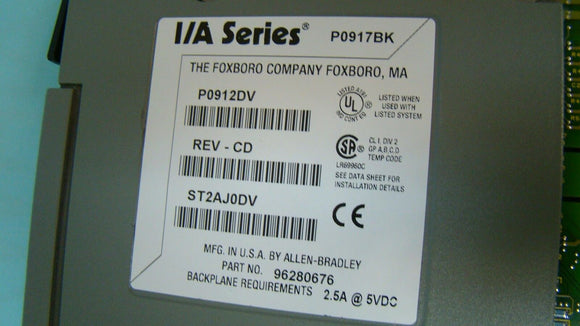 I/A Series® P0917BK
THE FOXBORO COMPANY FOXBORO, MA
P0912DV
LISTED WHEN
USED WITH
LISTED SYSTEM
UL
REV - CD
SA
CL I, DIV 2
GP A,B,C,D
TEMP CODE
LR69960C
SEE DATA SHEET FOR
INSTALLATION DETAILS
ST2AJ0DV
CE
MFG. IN U.S.A. BY ALLEN-BRADLEY
PART NO. 96280676
BACKPLANE REQUIREMENTS 2.5A @ 5VDC